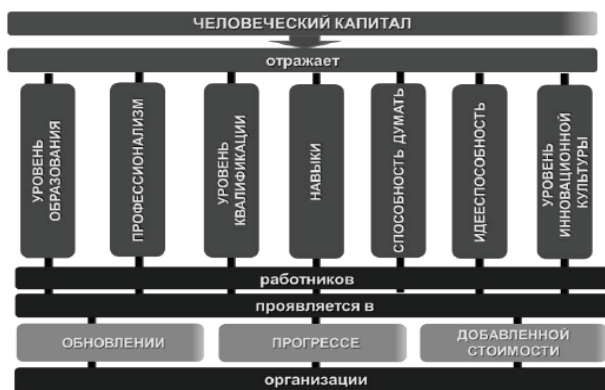 ЧЕЛОВЕЧЕСКИЙ КАПИТАЛ
отражает
УРОВЕНЬ
ОБРАЗОВАНИЯ
ПРОФЕССИОНАЛИЗМ
УРОВЕНЬ
КВАЛИФИКАЦИИ
НАВЫКИ
СПОСОБНОСТЬ ДУМАТЬ
ИДЕЕСПОСОБНОСТЬ
УРОВЕНЬ
ИННОВАЦИОННОЙ
КУЛЬТУРЫ
работников
проявляется в
ОБНОВЛЕНИИ
ПРОГРЕССЕ
ДОБАВЛЕННОЙ
СТОИМОСТИ
организации